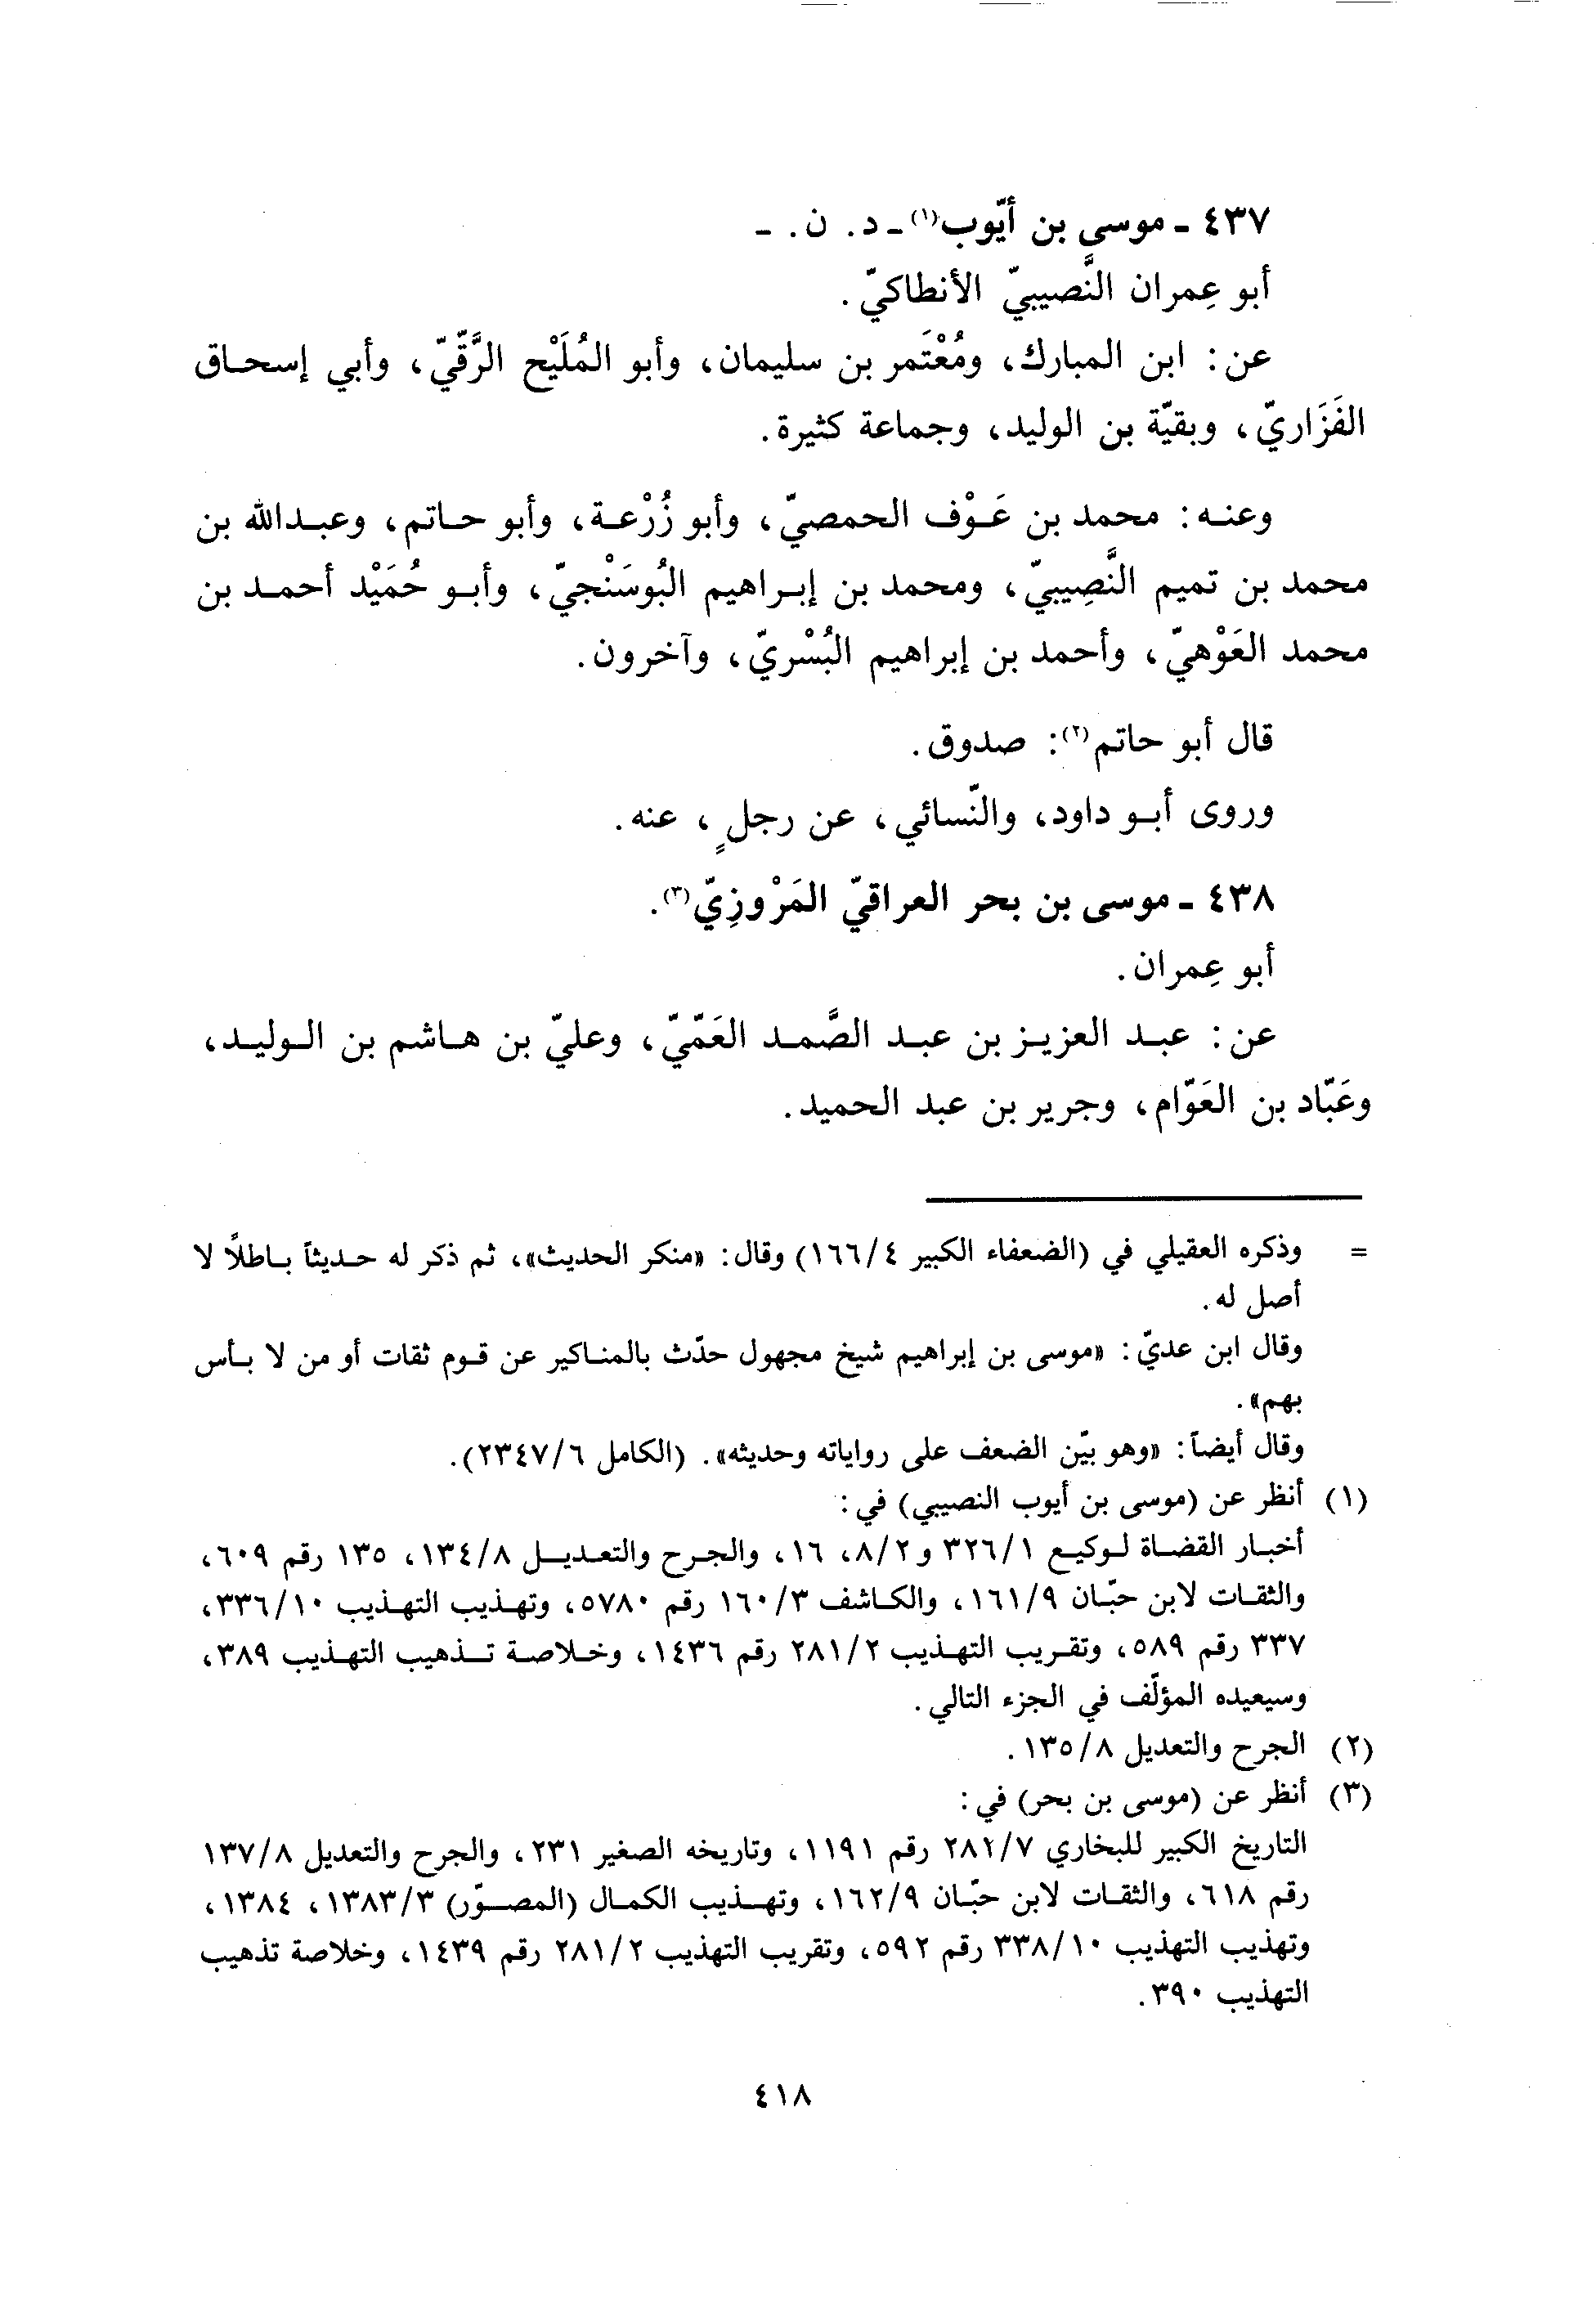 ٤٣٧ ـ موسى بن أيّوب(١) ـ د. ن. ـ
أبو عِمران النَّصيبيّ الأنطاكيّ.
عن: ابن المبارك، ومُعْتَمر بن سليمان، وأبو المُلَيْح الرَّقّيّ، وأبي إسحاق
الفَزَاريّ، وبقيّة بن الوليد، وجماعة كثيرة.
وعنه: محمد بن عَوْف الحمصيّ، وأبو زُرْعة، وأبو حاتم، وعبدالله بن
محمد بن تميم النَّصِيبيّ، ومحمد بن إبراهيم البُوسَنْجيّ، وأبو حُمَيْد أحمد بن
محمد العَوْهيّ، وأحمد بن إبراهيم البُسْريّ، وآخرون.
قال أبو حاتم(٢): صدوق.
وروى أبو داود، والنّسائي، عن رجلٍ، عنه.
٤٣٨ ـ موسى بن بحر العراقيّ المَرْوزِيّ(٣).
أبو عِمران.
عن: عبد العزيز بن عبد الصَّمد العَمّيّ، وعليّ بن هاشم بن الوليد،
وعَبّاد بن العَوّام، وجرير بن عبد الحميد.
= وذكره العقيلي في (الضعفاء الكبير ٤/١٦٦) وقال: «منكر الحديث»، ثم ذكر له حديثاً باطلاً لا
أصل له.
وقال ابن عديّ: «موسى بن إبراهيم شيخ مجهول حدّث بالمناكير عن قوم ثقات أو من لا بأس
بهم».
وقال أيضاً: «وهو بيّن الضعف على رواياته وحديثه». (الكامل ٦/٢٣٤٧).
(١) أنظر عن (موسى بن أيوب النصيبي) في:
أخبار القضاة لوكيع ١/٣٢٦ و٢/٨، ١٦، والجرح والتعديل ٨/١٣٤، ١٣٥ رقم ٦٠٩،
والثقات لابن حبّان ٩/١٦١، والكاشف ٣/١٦٠ رقم ٥٧٨٠، وتهذيب التهذيب ١٠/٣٣٦،
٣٣٧ رقم ٥٨٩، وتقريب التهذيب ٢/٢٨١ رقم ١٤٣٦، وخلاصة تذهيب التهذيب ٣٨٩،
وسيعيده المؤلّف في الجزء التالي.
(٢) الجرح والتعديل ٨/١٣٥.
(٣) أنظر عن (موسى بن بحر) في:
التاريخ الكبير للبخاري ٧/٢٨٢ رقم ١١٩١، وتاريخه الصغير ٢٣١، والجرح والتعديل ٨/١٣٧
رقم ٦١٨، والثقات لابن حبّان ٩/١٦٢، وتهذيب الكمال (المصوّر) ٣/١٣٨٣، ١٣٨٤،
وتهذيب التهذيب ١٠/٣٣٨ رقم ٥٩٢، وتقريب التهذيب ٢/٢٨١ رقم ١٤٣٩، وخلاصة تذهيب
التهذيب ٣٩٠.
٤١٨